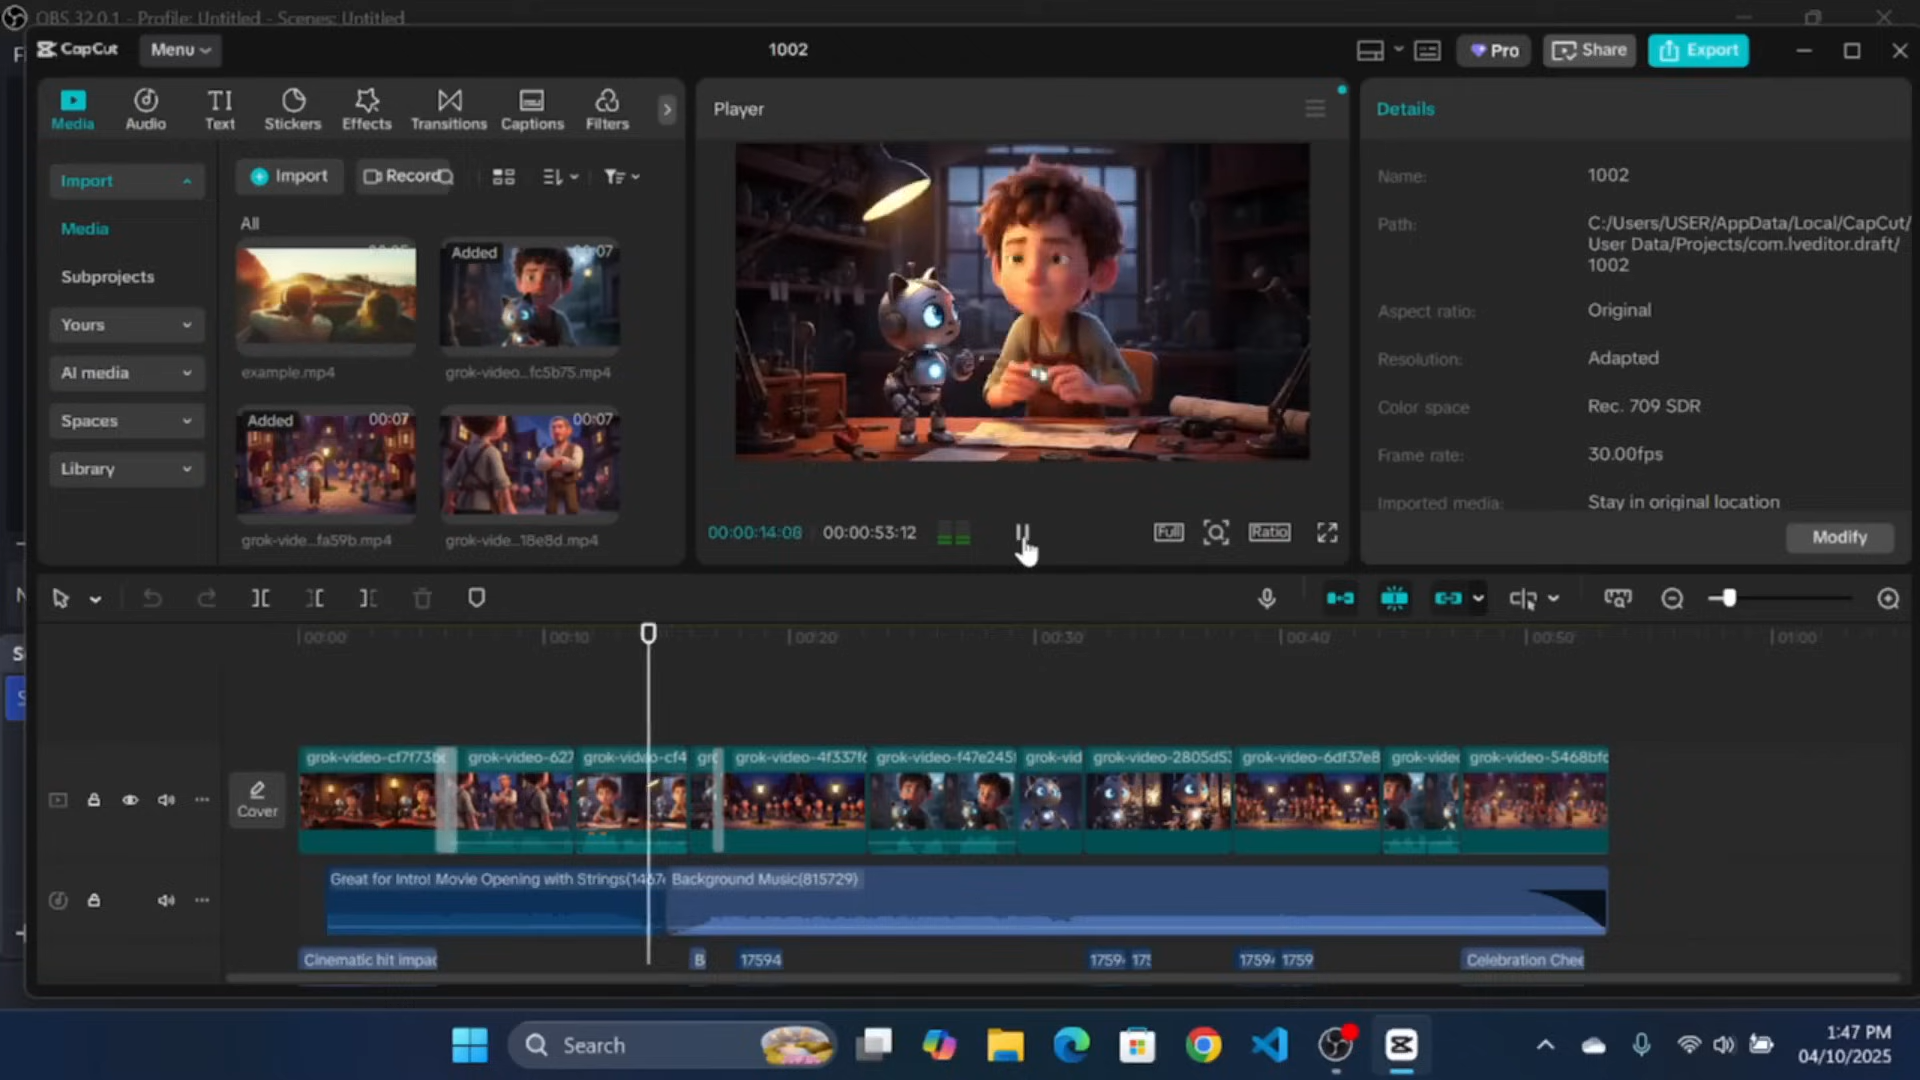 OBS 32.0.1 - Profile: Untitled - Scenes: Untitled
CapCut
Menu
1002
Pro
Share
Export
Media
Audio
TI
Text
Stickers
Effects
Transitions
Captions
Filters
Player
Details
Import
Media
Subprojects
Yours
AI media
Spaces
Library
Import
Record
All
example.mp4
Added
00:07
grok-video...fc5b75.mp4
Added
00:07
grok-vide...fa59b.mp4
00:07
grok-vide...18e8d.mp4
00:00:14:08
00:00:53:12
Full
Ratio
Name:
1002
Path:
C:/Users/USER/AppData/Local/CapCut/
User Data/Projects/com.lveditor.draft/
1002
Aspect ratio:
Original
Resolution:
Adapted
Color space
Rec. 709 SDR
Frame rate:
30.00fps
Imported media:
Stay in original location
Modify
00:00
00:10
00:20
00:30
00:40
00:50
01:00
Cover
grok-video-cf7f73b
grok-video-627
grok-video-cf4
gr
grok-video-4f337f
grok-video-f47e245
grok-vid
grok-video-2805d5
grok-video-6df37e8
grok-video
grok-video-5468bf
Great for Intro! Movie Opening with Strings(1467
Background Music(815729)
Cinematic hit impac
B
17594
1759
175
1759
1759
Celebration Chee
Search
1:47 PM
04/10/2025